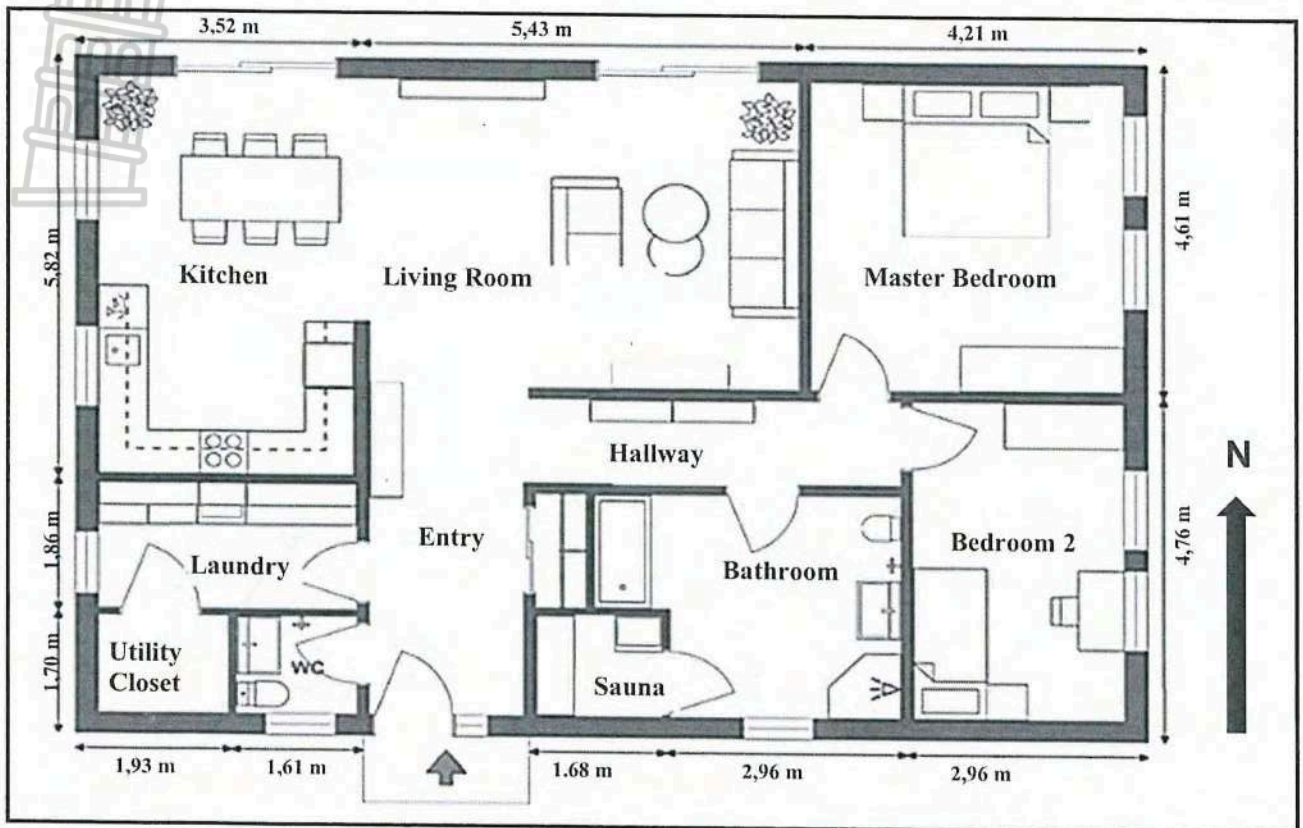 3,52 m
5,43 m
4,21 m
5,82 m
4,61 m
Kitchen
Living Room
Master Bedroom
Hallway
N
1,86 m
Laundry
Entry
Bathroom
Bedroom 2
4,76 m
1,70 m
Utility
Closet
WC
Sauna
1,93 m
1,61 m
1.68 m
2,96 m
2,96 m